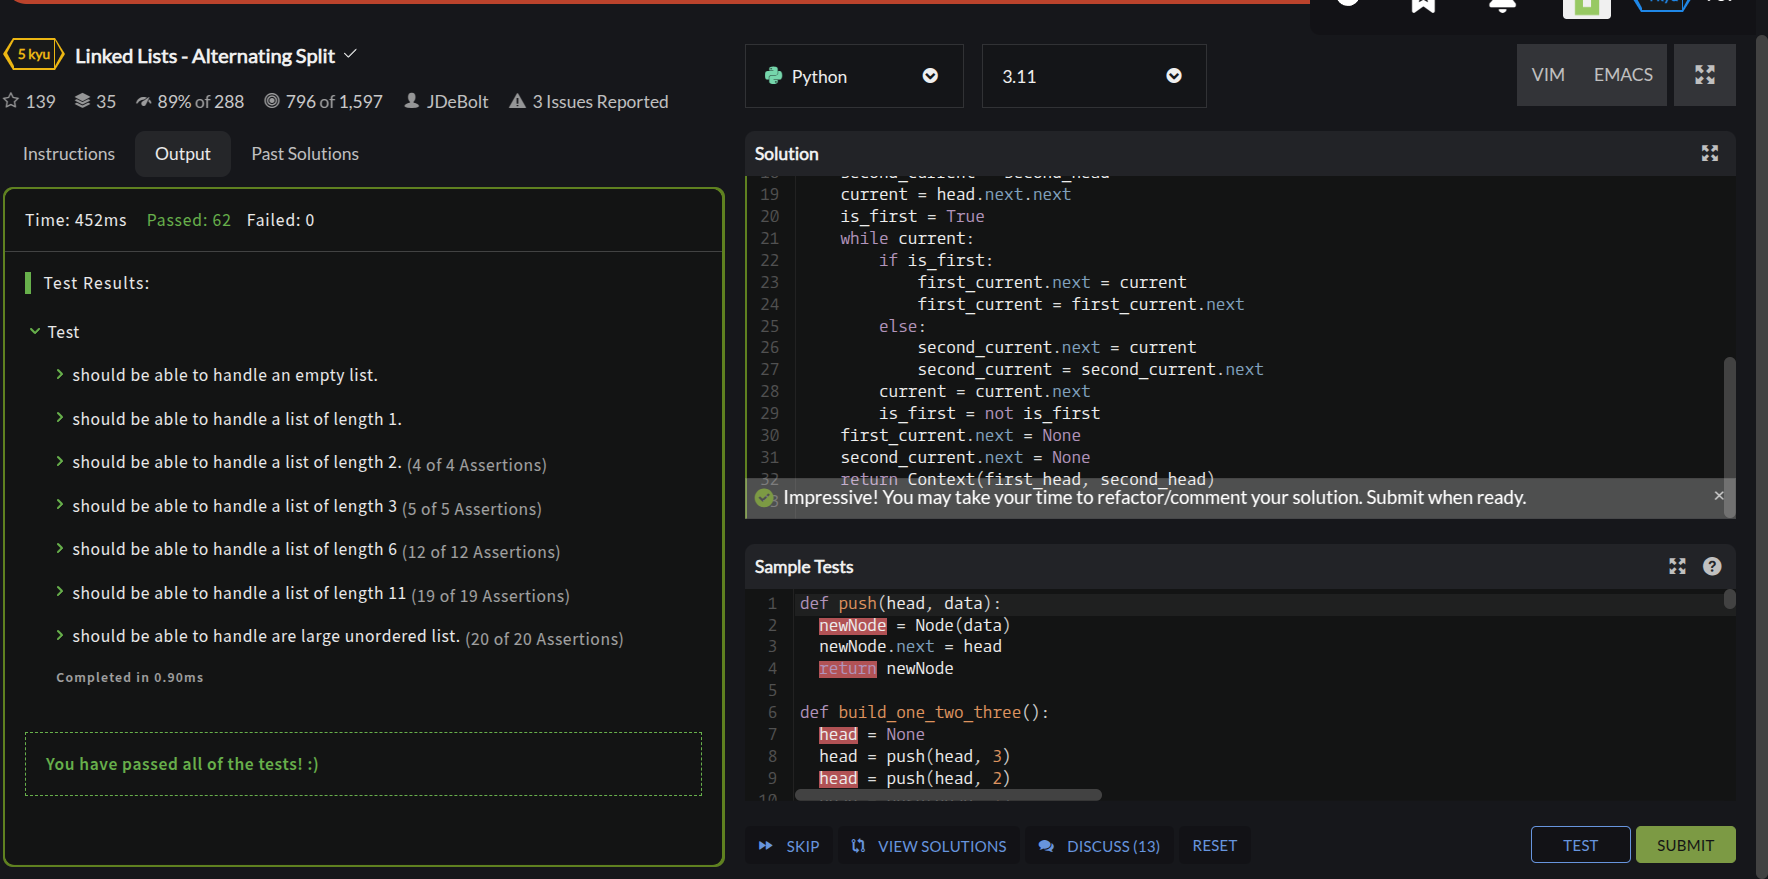 5 kyu
Linked Lists - Alternating Split
139 35 89% of 288 796 of 1,597 JDeBolt 3 Issues Reported
Instructions Output Past Solutions
Time: 452ms Passed: 62 Failed: 0
Test Results:
Test
should be able to handle an empty list.
should be able to handle a list of length 1.
should be able to handle a list of length 2. (4 of 4 Assertions)
should be able to handle a list of length 3 (5 of 5 Assertions)
should be able to handle a list of length 6 (12 of 12 Assertions)
should be able to handle a list of length 11 (19 of 19 Assertions)
should be able to handle are large unordered list. (20 of 20 Assertions)
Completed in 0.90ms
You have passed all of the tests! :)
Python 3.11 VIM EMACS
Solution
19 current = head.next.next
20 is_first = True
21 while current:
22 if is_first:
23 first_current.next = current
24 first_current = first_current.next
25 else:
26 second_current.next = current
27 second_current = second_current.next
28 current = current.next
29 is_first = not is_first
30 first_current.next = None
31 second_current.next = None
32 return Context(first_head, second_head)
Impressive! You may take your time to refactor/comment your solution. Submit when ready.
Sample Tests
1 def push(head, data):
2 newNode = Node(data)
3 newNode.next = head
4 return newNode
5
6 def build_one_two_three():
7 head = None
8 head = push(head, 3)
9 head = push(head, 2)
10
SKIP VIEW SOLUTIONS DISCUSS (13) RESET TEST SUBMIT